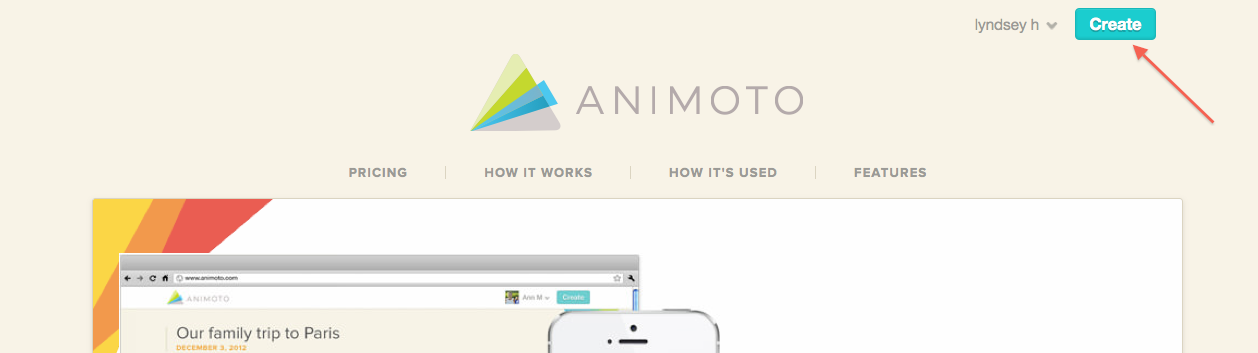 lyndsey h Create
ANIMOTO
PRICING HOW IT WORKS HOW IT'S USED FEATURES
www.animoto.com
ANIMOTO Ann M Create
Our family trip to Paris
DECEMBER 3, 2012